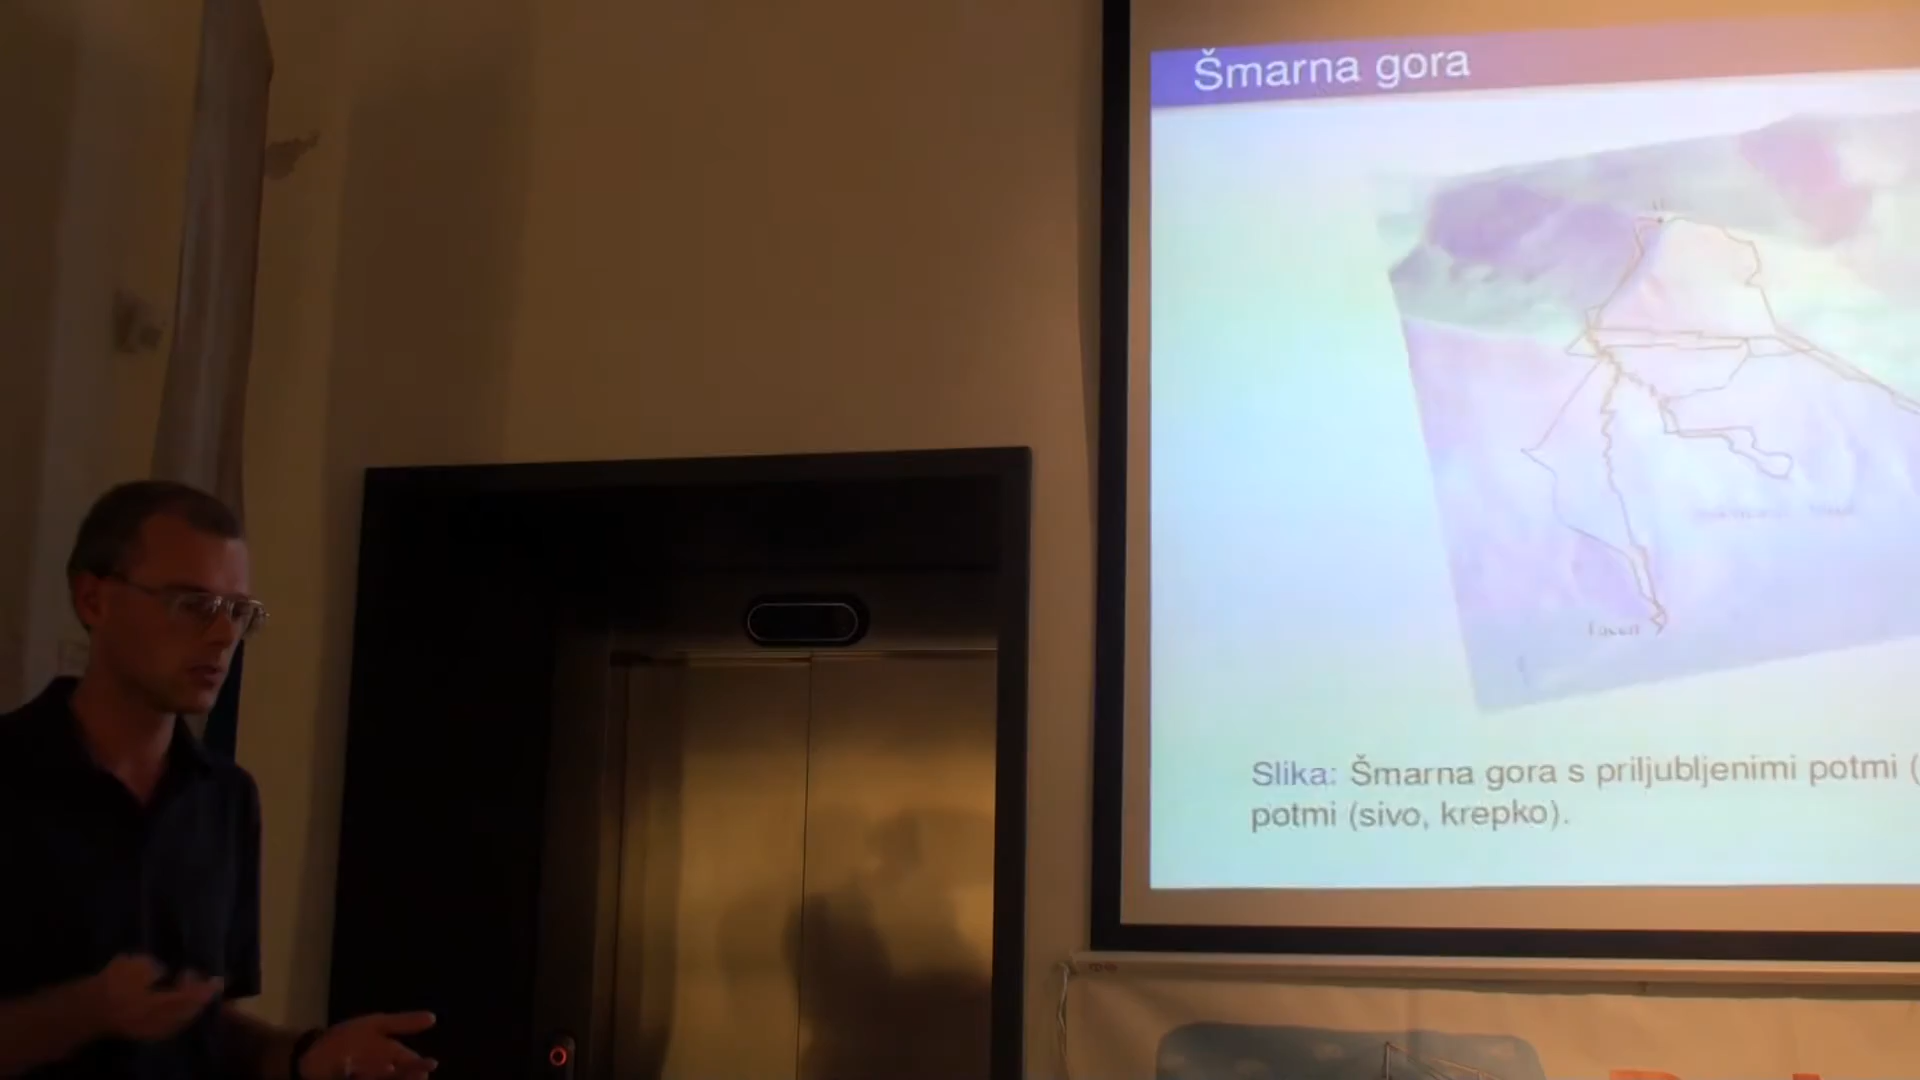 Šmarna gora
Slika: Šmarna gora s priljubljenimi potmi (
potmi (sivo, krepko).